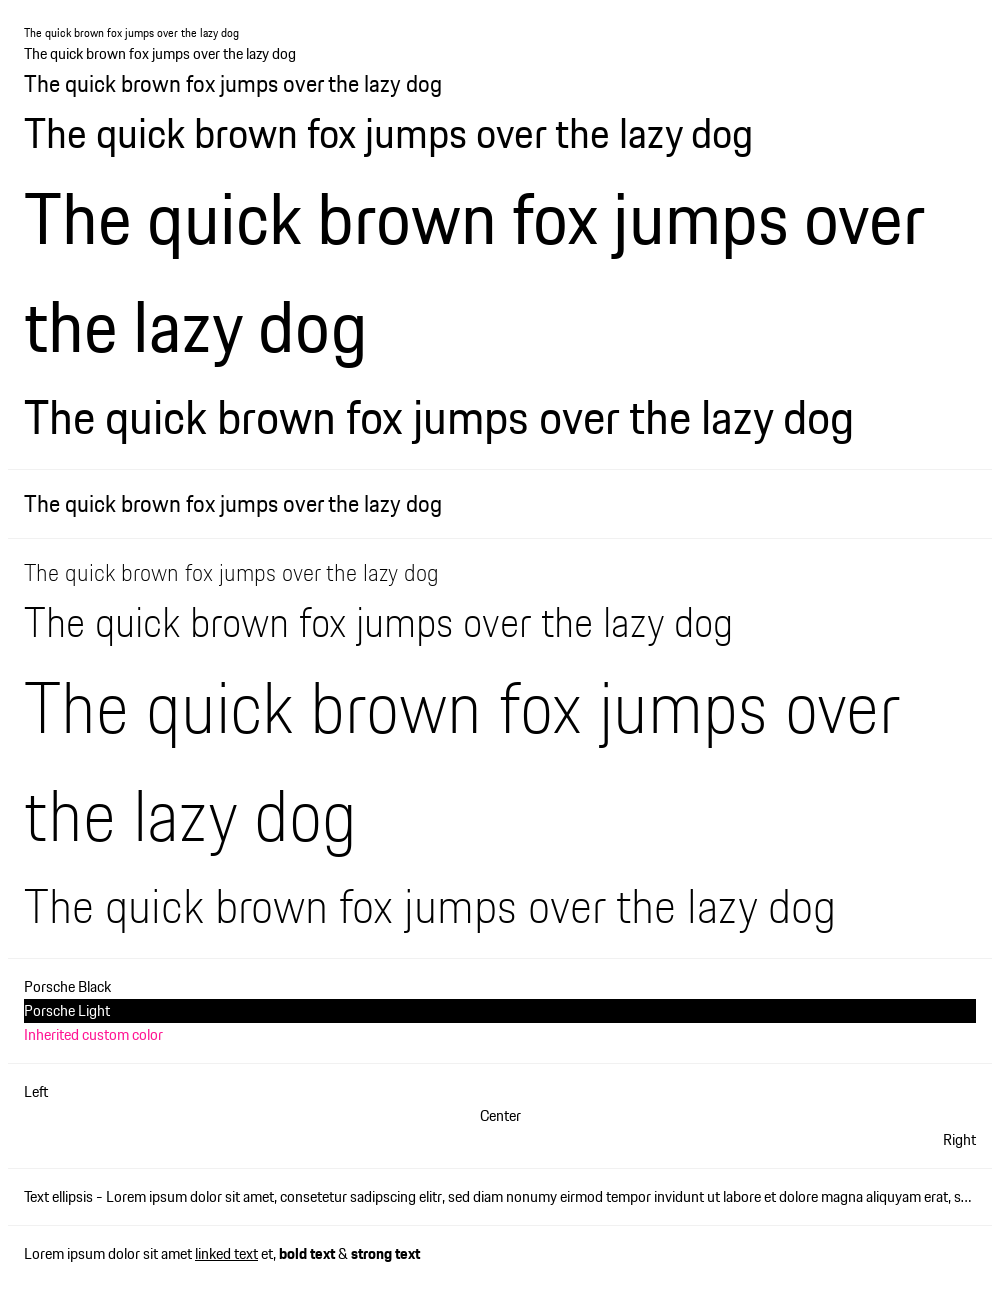 The quick brown fox jumps over the lazy dog
The quick brown fox jumps over the lazy dog
The quick brown fox jumps over the lazy dog
The quick brown fox jumps over the lazy dog
The quick brown fox jumps over
the lazy dog
The quick brown fox jumps over the lazy dog
The quick brown fox jumps over the lazy dog
The quick brown fox jumps over the lazy dog
The quick brown fox jumps over the lazy dog
The quick brown fox jumps over
the lazy dog
The quick brown fox jumps over the lazy dog
Porsche Black
Porsche Light
Inherited custom color
Left
Center
Right
Text ellipsis - Lorem ipsum dolor sit amet, consetetur sadipscing elitr, sed diam nonumy eirmod tempor invidunt ut labore et dolore magna aliquyam erat, s…
Lorem ipsum dolor sit amet linked text et, bold text & strong text